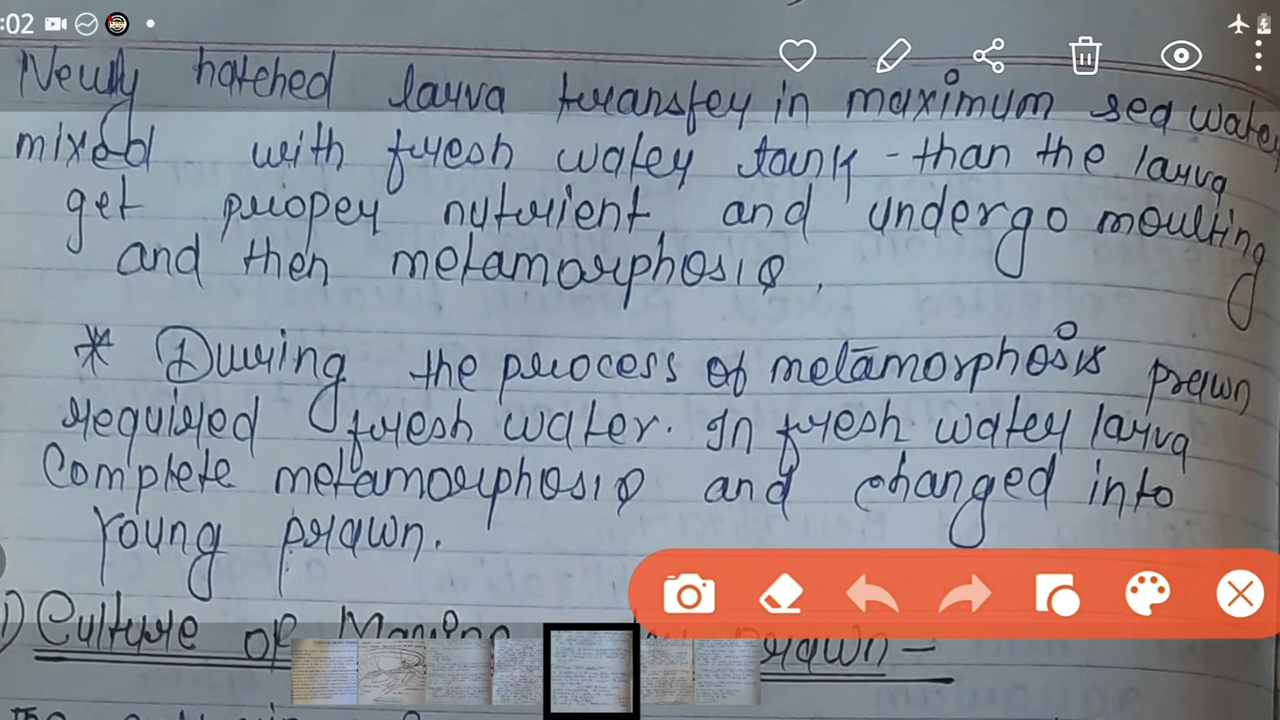 :02
Newly hatched larva transfer in maximum sea water
mixed with fresh water tank - than the larva
get proper nutrient and undergo moulting
and then metamorphosis.
* During the process of metamorphosis prawn
required fresh water. In fresh water larva
Complete metamorphosis and changed into
Young prawn.
) Culture of Marine prawn -